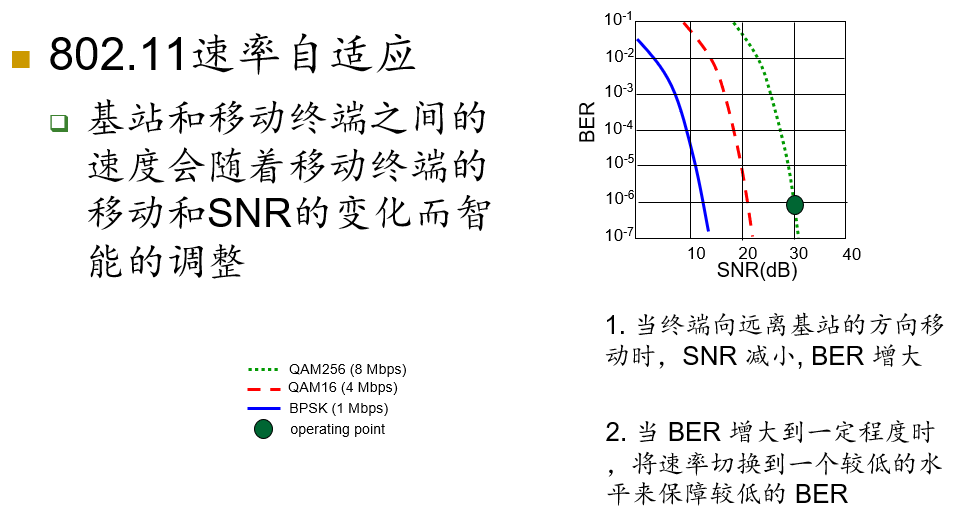 802.11速率自适应
基站和移动终端之间的
速度会随着移动终端的
移动和SNR的变化而智
能的调整
QAM256 (8 Mbps)
QAM16 (4 Mbps)
BPSK (1 Mbps)
operating point
10-1
10-2
10-3
10-4
10-5
10-6
10-7
BER
10 20 30 40
SNR(dB)
1. 当终端向远离基站的方向移
动时，SNR 减小, BER 增大
2. 当 BER 增大到一定程度时
，将速率切换到一个较低的水
平来保障较低的 BER